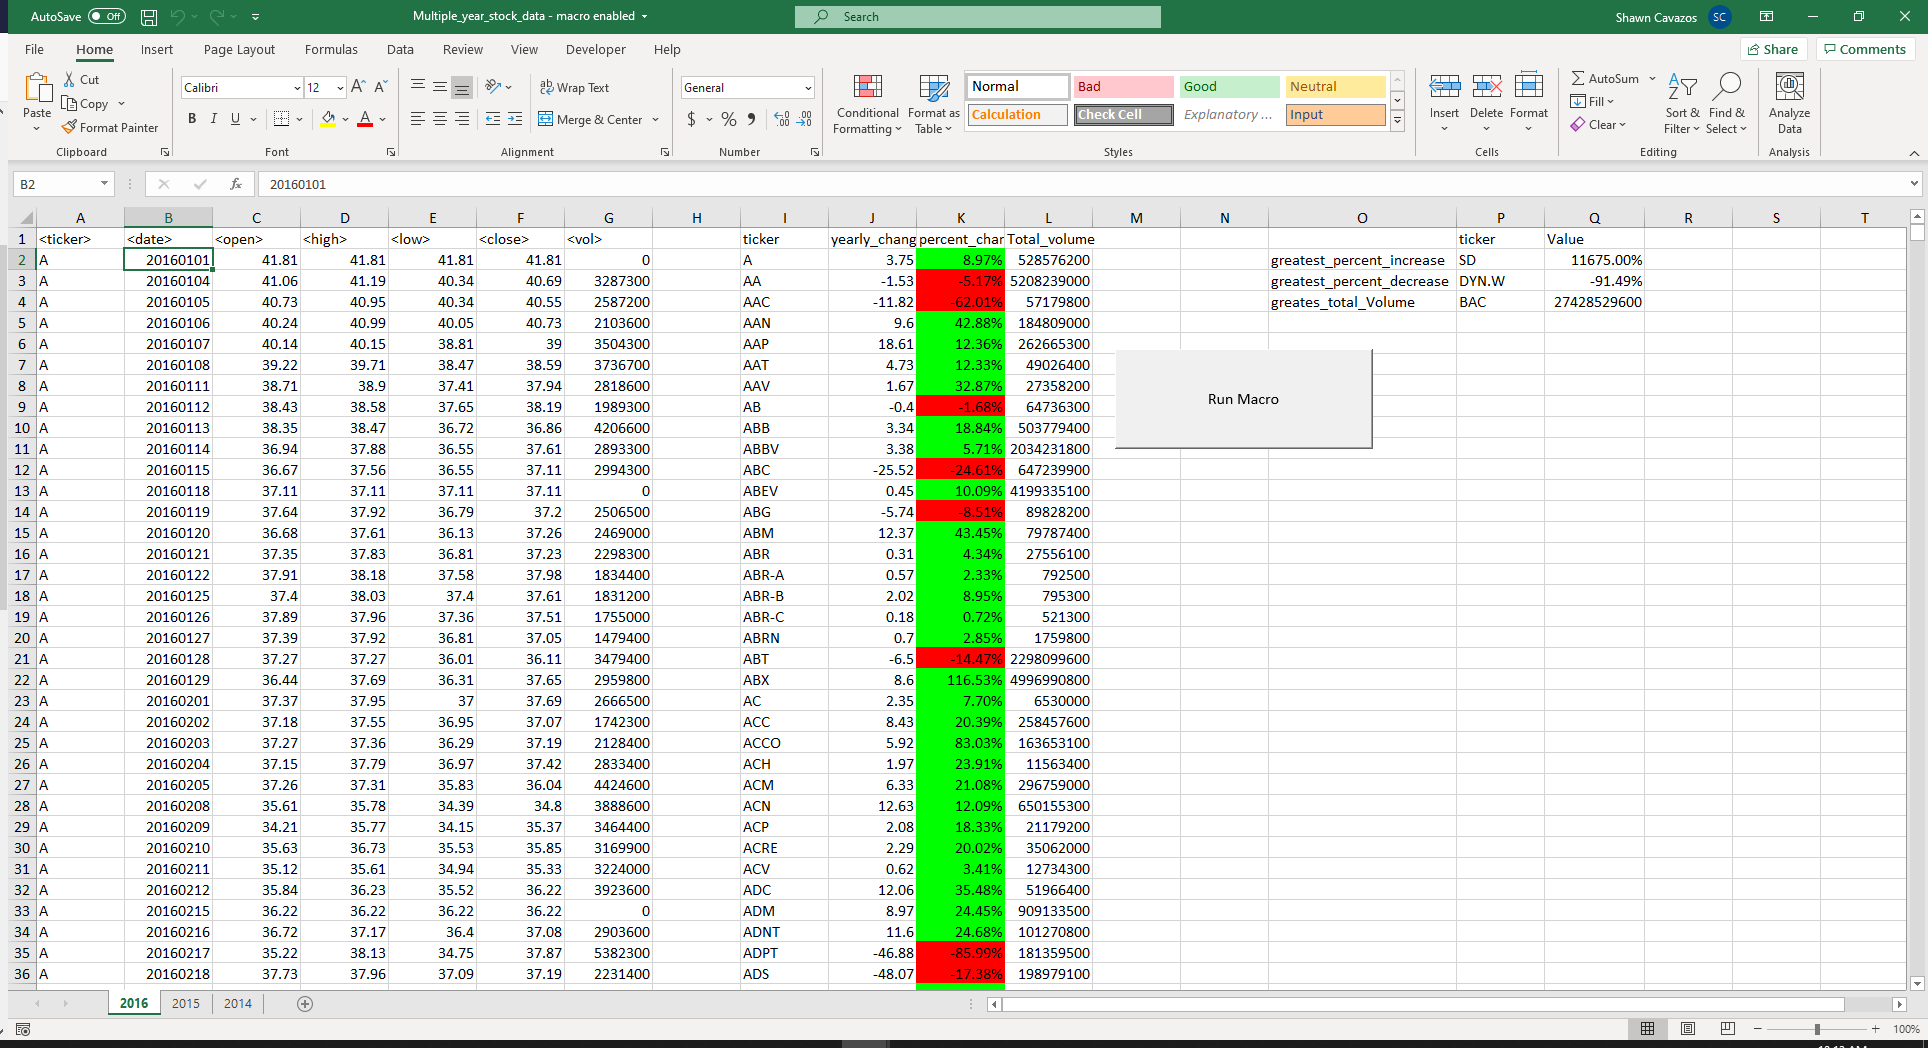 AutoSave Off Multiple_year_stock_data - macro enabled Search Shawn Cavazos SC
File Home Insert Page Layout Formulas Data Review View Developer Help Share Comments
Paste Cut Copy Format Painter Clipboard
Calibri 12 B I U A A A Font
ab Wrap Text Merge & Center Alignment
General $ % Number
Conditional Formatting Format as Table
Normal Bad Good Neutral
Calculation Check Cell Explanatory ... Input
Styles
Insert Delete Format Cells
AutoSum Fill Clear Sort & Filter Find & Select Editing
Analyze Data Analysis
B2 fx 20160101
A B C D E F G H I J K L M N O P Q R S T
1 <ticker> <date> <open> <high> <low> <close> <vol> ticker yearly_chang percent_char Total_volume ticker Value
2 A 20160101 41.81 41.81 41.81 41.81 0 A 3.75 8.97% 528576200 greatest_percent_increase SD 11675.00%
3 A 20160104 41.06 41.19 40.34 40.69 3287300 AA -1.53 -5.17% 5208239000 greatest_percent_decrease DYN.W -91.49%
4 A 20160105 40.73 40.95 40.34 40.55 2587200 AAC -11.82 -62.01% 57179800 greates_total_Volume BAC 27428529600
5 A 20160106 40.24 40.99 40.05 40.73 2103600 AAN 9.6 42.88% 184809000
6 A 20160107 40.14 40.15 38.81 39 3504300 AAP 18.61 12.36% 262665300
7 A 20160108 39.22 39.71 38.47 38.59 3736700 AAT 4.73 12.33% 49026400
8 A 20160111 38.71 38.9 37.41 37.94 2818600 AAV 1.67 32.87% 27358200
9 A 20160112 38.43 38.58 37.65 38.19 1989300 AB -0.4 -1.68% 64736300
Run Macro
10 A 20160113 38.35 38.47 36.72 36.86 4206600 ABB 3.34 18.84% 503779400
11 A 20160114 36.94 37.88 36.55 37.61 2893300 ABBV 3.38 5.71% 2034231800
12 A 20160115 36.67 37.56 36.55 37.11 2994300 ABC -25.52 -24.61% 647239900
13 A 20160118 37.11 37.11 37.11 37.11 0 ABEV 0.45 10.09% 4199335100
14 A 20160119 37.64 37.92 36.79 37.2 2506500 ABG -5.74 -8.51% 89828200
15 A 20160120 36.68 37.61 36.13 37.26 2469000 ABM 12.37 43.45% 79787400
16 A 20160121 37.35 37.83 36.81 37.23 2298300 ABR 0.31 4.34% 27556100
17 A 20160122 37.91 38.18 37.58 37.98 1834400 ABR-A 0.57 2.33% 792500
18 A 20160125 37.4 38.03 37.4 37.61 1831200 ABR-B 2.02 8.95% 795300
19 A 20160126 37.89 37.96 37.36 37.51 1755000 ABR-C 0.18 0.72% 521300
20 A 20160127 37.39 37.92 36.81 37.05 1479400 ABRN 0.7 2.85% 1759800
21 A 20160128 37.27 37.27 36.01 36.11 3479400 ABT -6.5 -14.47% 2298099600
22 A 20160129 36.44 37.69 36.31 37.65 2959800 ABX 8.6 116.53% 4996990800
23 A 20160201 37.37 37.95 37 37.69 2666500 AC 2.35 7.70% 6530000
24 A 20160202 37.18 37.55 36.95 37.07 1742300 ACC 8.43 20.39% 258457600
25 A 20160203 37.27 37.36 36.29 37.19 2128400 ACCO 5.92 83.03% 163653100
26 A 20160204 37.15 37.79 36.97 37.42 2833400 ACH 1.97 23.91% 11563400
27 A 20160205 37.26 37.31 35.83 36.04 4424600 ACM 6.33 21.08% 296759000
28 A 20160208 35.61 35.78 34.39 34.8 3888600 ACN 12.63 12.09% 650155300
29 A 20160209 34.21 35.77 34.15 35.37 3464400 ACP 2.08 18.33% 21179200
30 A 20160210 35.63 36.73 35.53 35.85 3169900 ACRE 2.29 20.02% 35062000
31 A 20160211 35.12 35.61 34.94 35.33 3224000 ACV 0.62 3.41% 12734300
32 A 20160212 35.84 36.23 35.52 36.22 3923600 ADC 12.06 35.48% 51966400
33 A 20160215 36.22 36.22 36.22 36.22 0 ADM 8.97 24.45% 909133500
34 A 20160216 36.72 37.17 36.4 37.08 2903600 ADNT 11.6 24.68% 101270800
35 A 20160217 35.22 38.13 34.75 37.87 5382300 ADPT -46.88 -85.99% 181359500
36 A 20160218 37.73 37.96 37.09 37.19 2231400 ADS -48.07 -17.38% 198979100
2016 2015 2014
100%